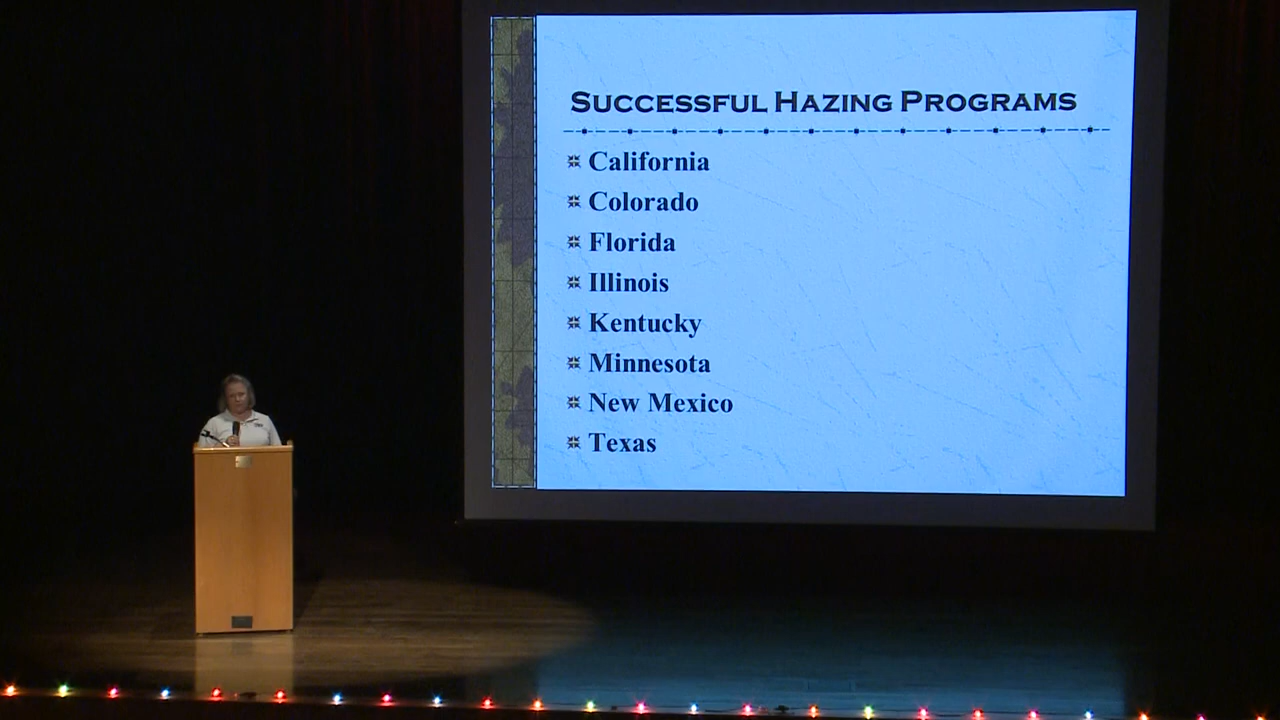 Successful Hazing Programs
California
Colorado
Florida
Illinois
Kentucky
Minnesota
New Mexico
Texas